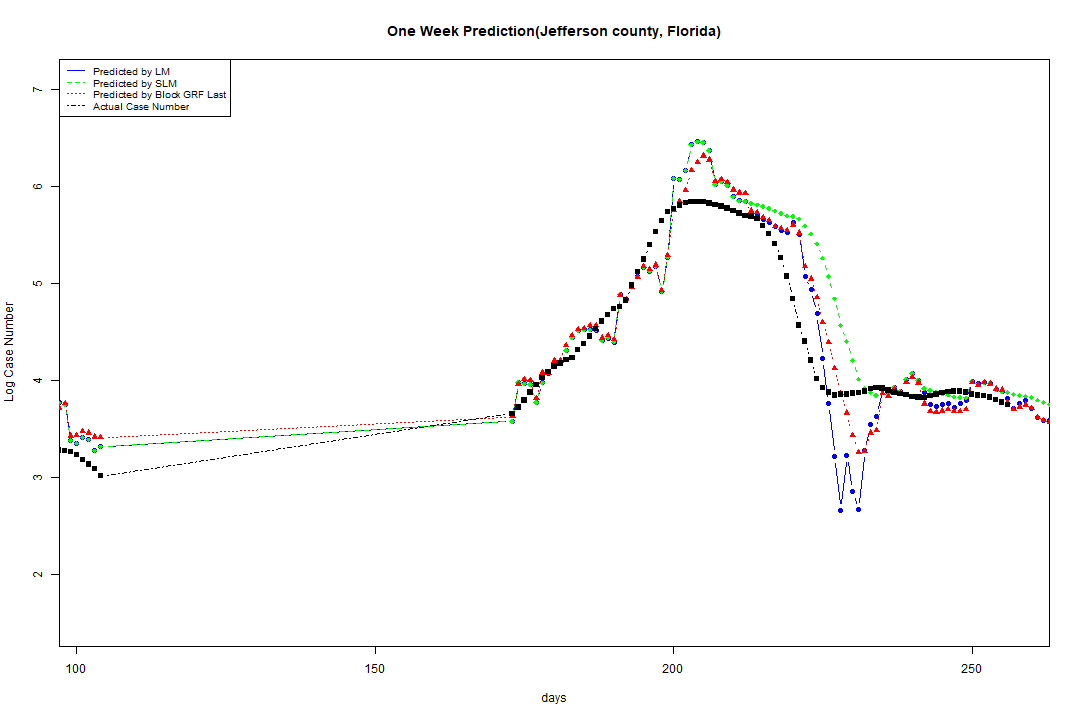 One Week Prediction(Jefferson county, Florida)
Predicted by LM
Predicted by SLM
Predicted by Block GRF Last
Actual Case Number
7
6
5
4
3
2
Log Case Number
100 150 200 250
days